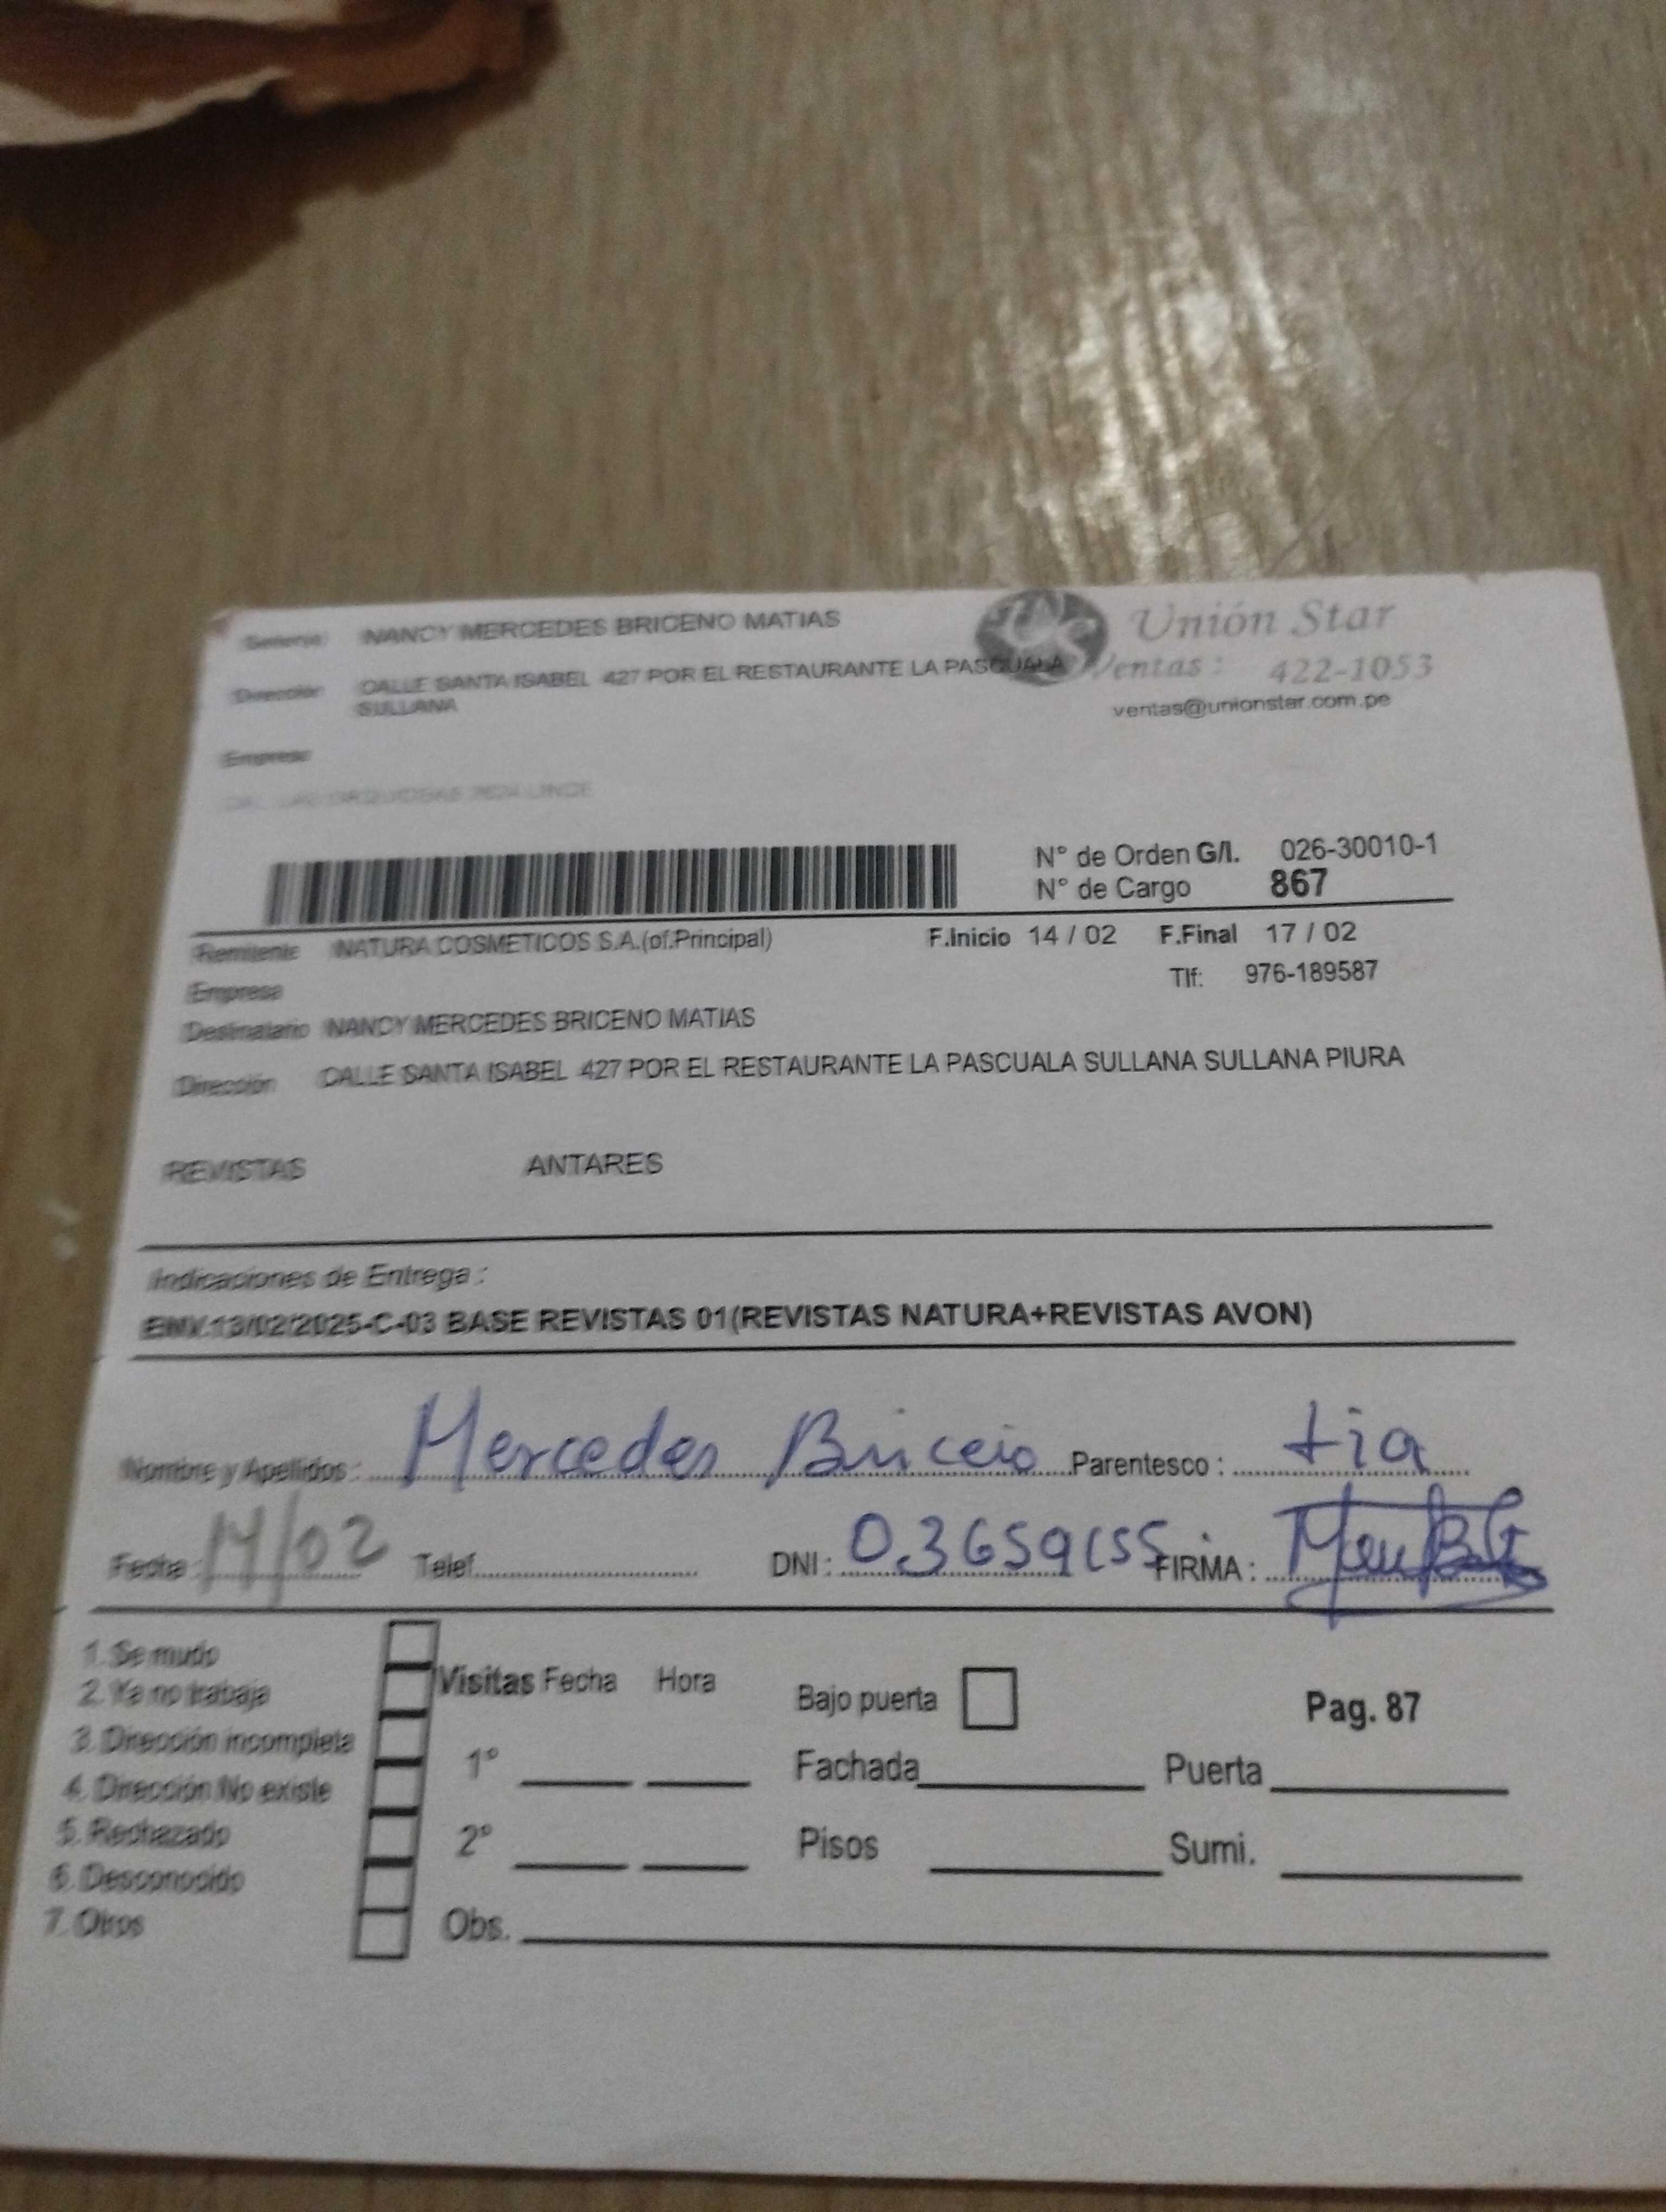 Señor(a) NANCY MERCEDES BRICENO MATIAS
Unión Star
Dirección CALLE SANTA ISABEL 427 POR EL RESTAURANTE LA PASCUALA
SULLANA
Ventas: 422-1053
ventas@unionstar.com.pe
Empresa
N° de Orden G/I. 026-30010-1
N° de Cargo 867
Remitente NATURA COSMETICOS S.A.(of.Principal) F.Inicio 14 / 02 F.Final 17 / 02
Empresa Tlf: 976-189587
Destinatario NANCY MERCEDES BRICENO MATIAS
Dirección CALLE SANTA ISABEL 427 POR EL RESTAURANTE LA PASCUALA SULLANA SULLANA PIURA
REVISTAS ANTARES
Indicaciones de Entrega :
ENV.13/02/2025-C-03 BASE REVISTAS 01(REVISTAS NATURA+REVISTAS AVON)
Nombre y Apellidos : Mercedes Parentesco : tia
Fecha : 14/02 Telef. DNI : FIRMA :
1. Se mudo
2. Ya no trabaja
3. Dirección incompleta
4. Dirección No existe
5. Rechazado
6. Desconocido
7. Otros
Visitas Fecha Hora
1°
2°
Obs.
Bajo puerta Pag. 87
Fachada Puerta
Pisos Sumi.